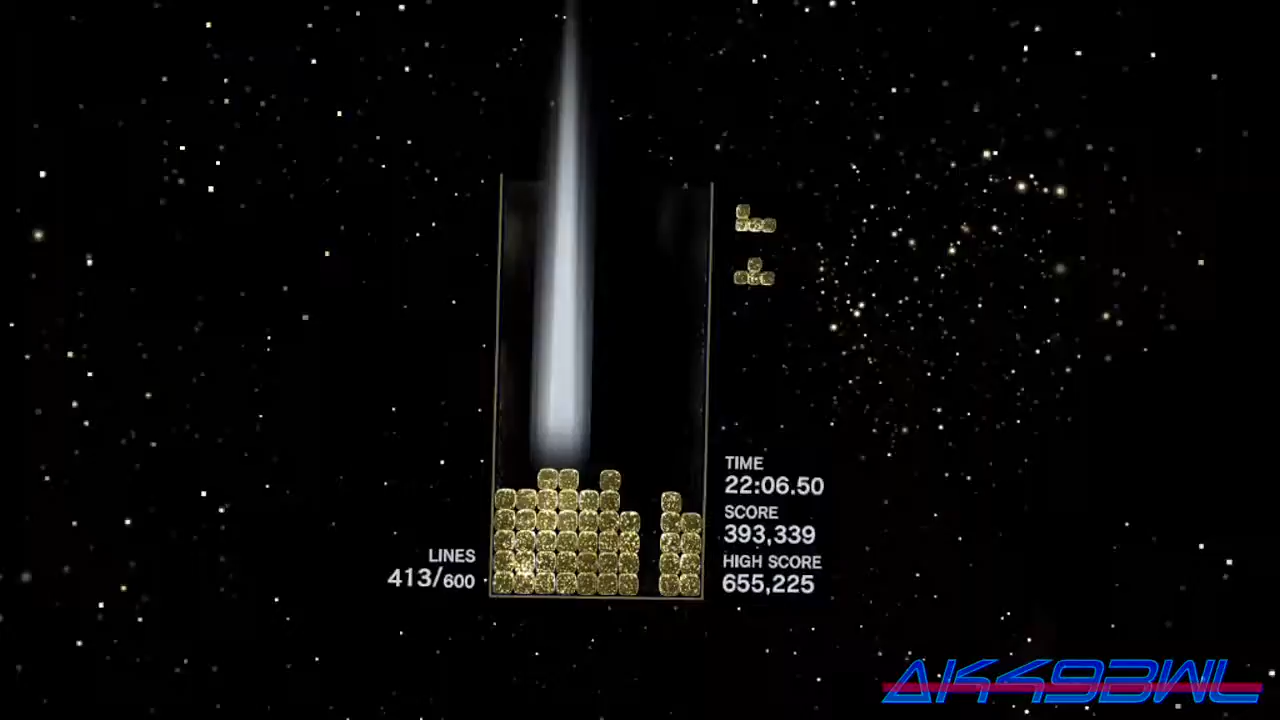 TIME
22:06.50
SCORE
393,339
LINES
413/600
HIGH SCORE
655,225
AK49BWL